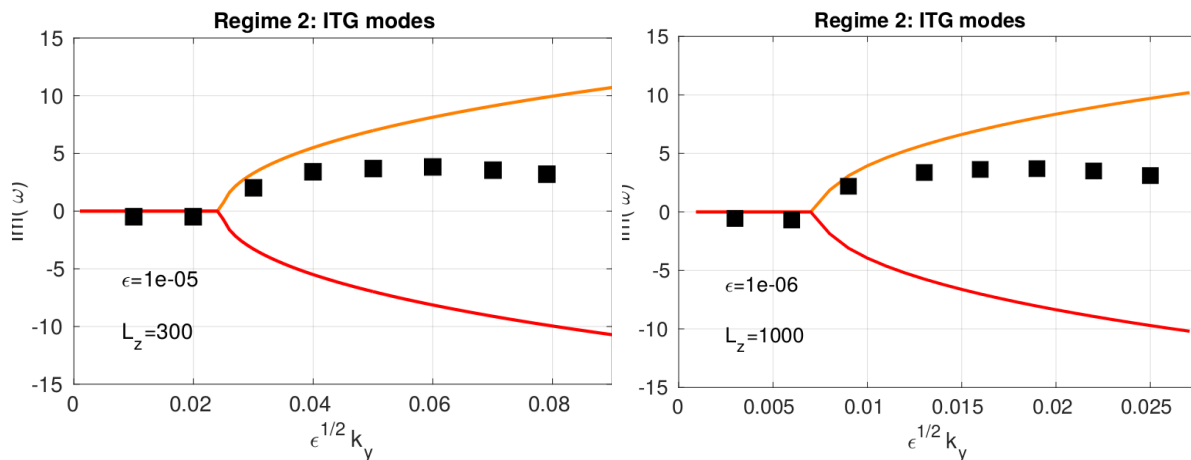 Regime 2: ITG modes
15
10
5
0
-5
-10
-15
Im( ω)
ϵ=1e-05
L_z=300
0
0.02
0.04
0.06
0.08
ϵ^{1/2} k_y
Regime 2: ITG modes
15
10
5
0
-5
-10
-15
Im( ω)
ϵ=1e-06
L_z=1000
0
0.005
0.01
0.015
0.02
0.025
ϵ^{1/2} k_y